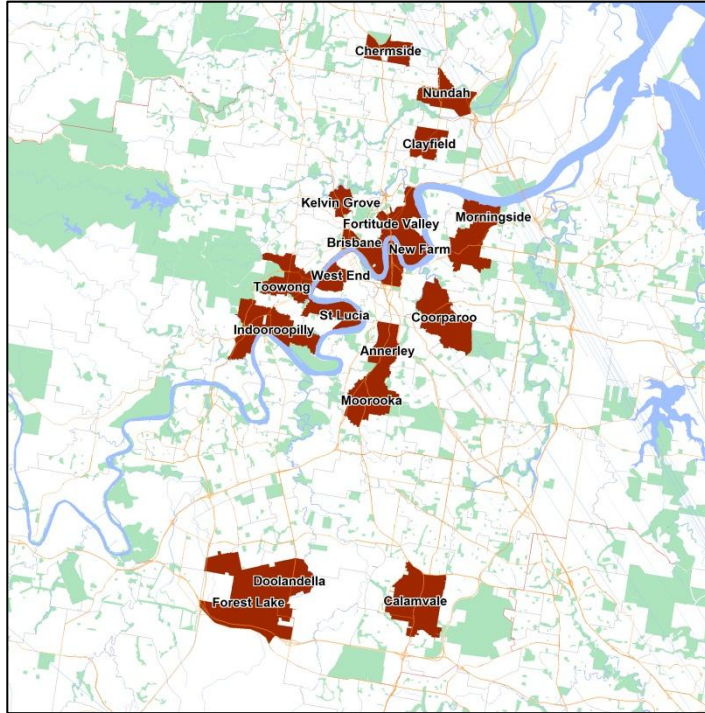 Chermside
Nundah
Clayfield
Kelvin Grove
Morningside
Fortitude Valley
Brisbane
New Farm
West End
Toowong
St Lucia
Coorparoo
Indooroopilly
Annerley
Moorooka
Doolandella
Forest Lake
Calamvale